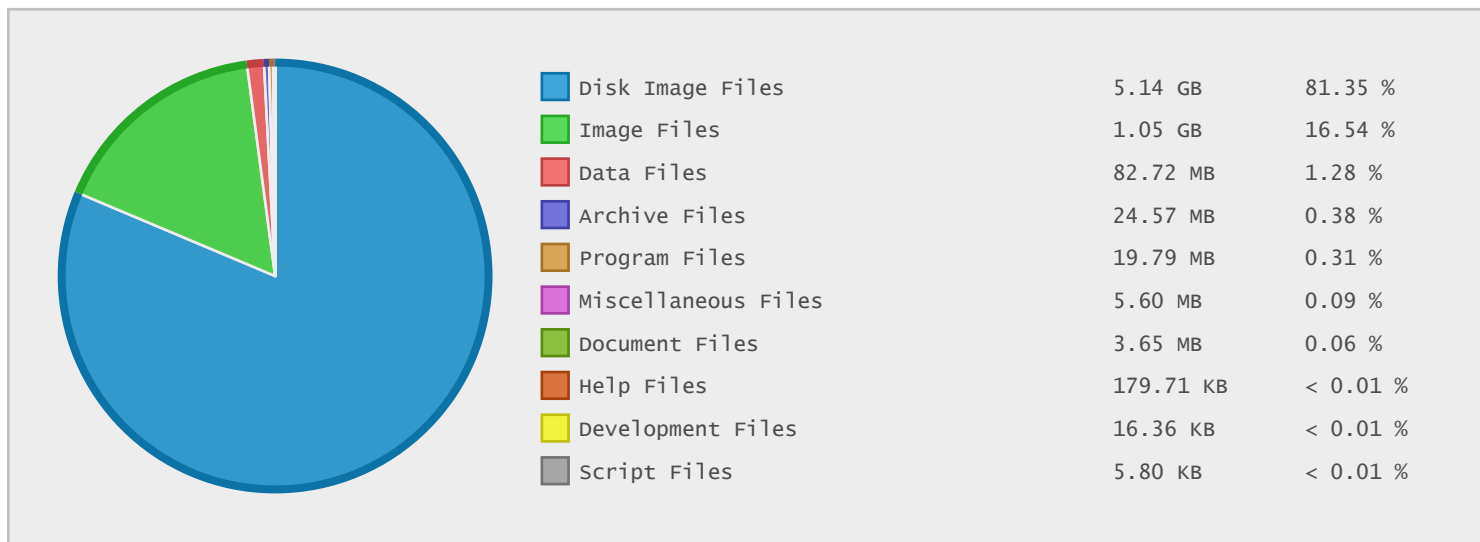 Disk Image Files 5.14 GB 81.35 %
Image Files 1.05 GB 16.54 %
Data Files 82.72 MB 1.28 %
Archive Files 24.57 MB 0.38 %
Program Files 19.79 MB 0.31 %
Miscellaneous Files 5.60 MB 0.09 %
Document Files 3.65 MB 0.06 %
Help Files 179.71 KB < 0.01 %
Development Files 16.36 KB < 0.01 %
Script Files 5.80 KB < 0.01 %